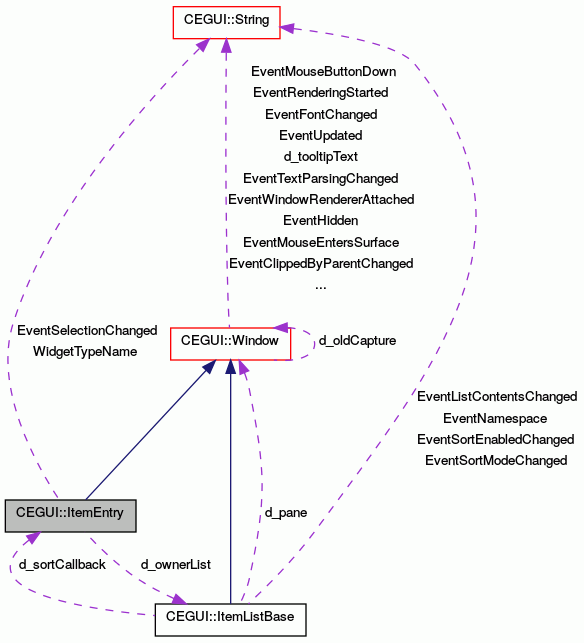 CEGUI::String
EventMouseButtonDown
EventRenderingStarted
EventFontChanged
EventUpdated
d_tooltipText
EventTextParsingChanged
EventWindowRendererAttached
EventHidden
EventMouseEntersSurface
EventClippedByParentChanged
...
EventSelectionChanged
WidgetTypeName
CEGUI::Window
d_oldCapture
EventListContentsChanged
EventNamespace
EventSortEnabledChanged
EventSortModeChanged
CEGUI::ItemEntry
d_pane
d_sortCallback
d_ownerList
CEGUI::ItemListBase